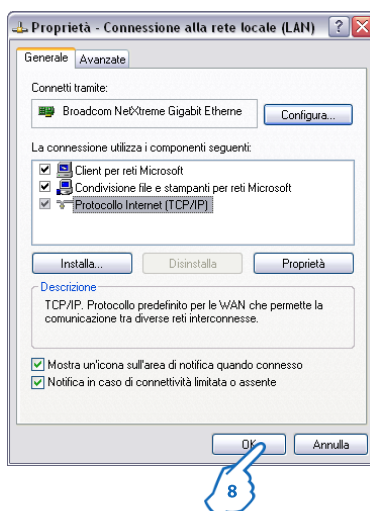 Proprietà - Connessione alla rete locale (LAN)
Generale Avanzate
Connetti tramite:
Broadcom NetXtreme Gigabit Etherne Configura...
La connessione utilizza i componenti seguenti:
Client per reti Microsoft
Condivisione file e stampanti per reti Microsoft
Protocollo Internet (TCP/IP)
Installa... Disinstalla Proprietà
Descrizione
TCP/IP. Protocollo predefinito per le WAN che permette la
comunicazione tra diverse reti interconnesse.
Mostra un'icona sull'area di notifica quando connesso
Notifica in caso di connettività limitata o assente
OK Annulla
8